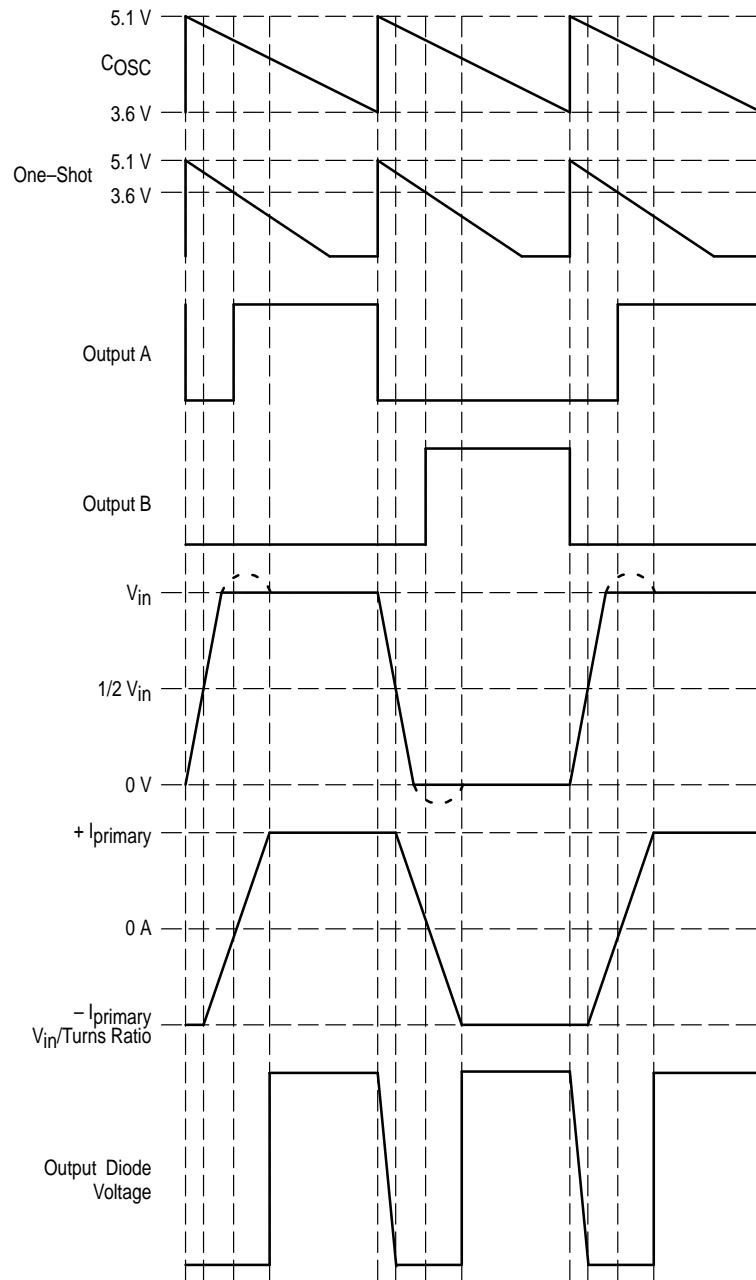 5.1 V
COSC
3.6 V
5.1 V
One–Shot
3.6 V
Output A
Output B
Vin
1/2 Vin
0 V
+ Iprimary
0 A
– Iprimary
Vin/Turns Ratio
Output Diode
Voltage